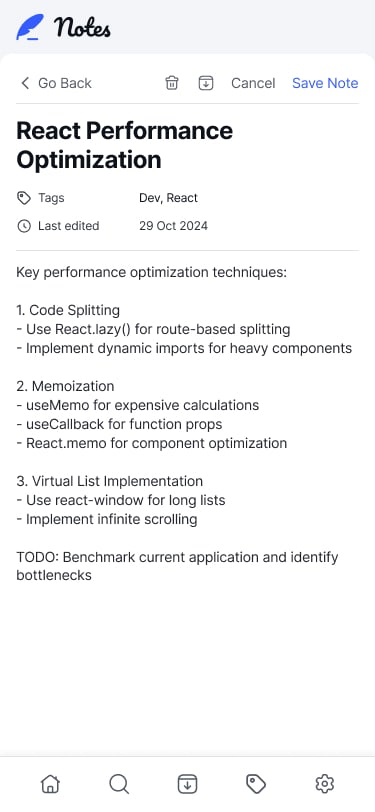 Notes
Go Back
Cancel
Save Note
React Performance
Optimization
Tags
Dev, React
Last edited
29 Oct 2024
Key performance optimization techniques:
1. Code Splitting
- Use React.lazy() for route-based splitting
- Implement dynamic imports for heavy components
2. Memoization
- useMemo for expensive calculations
- useCallback for function props
- React.memo for component optimization
3. Virtual List Implementation
- Use react-window for long lists
- Implement infinite scrolling
TODO: Benchmark current application and identify
bottlenecks